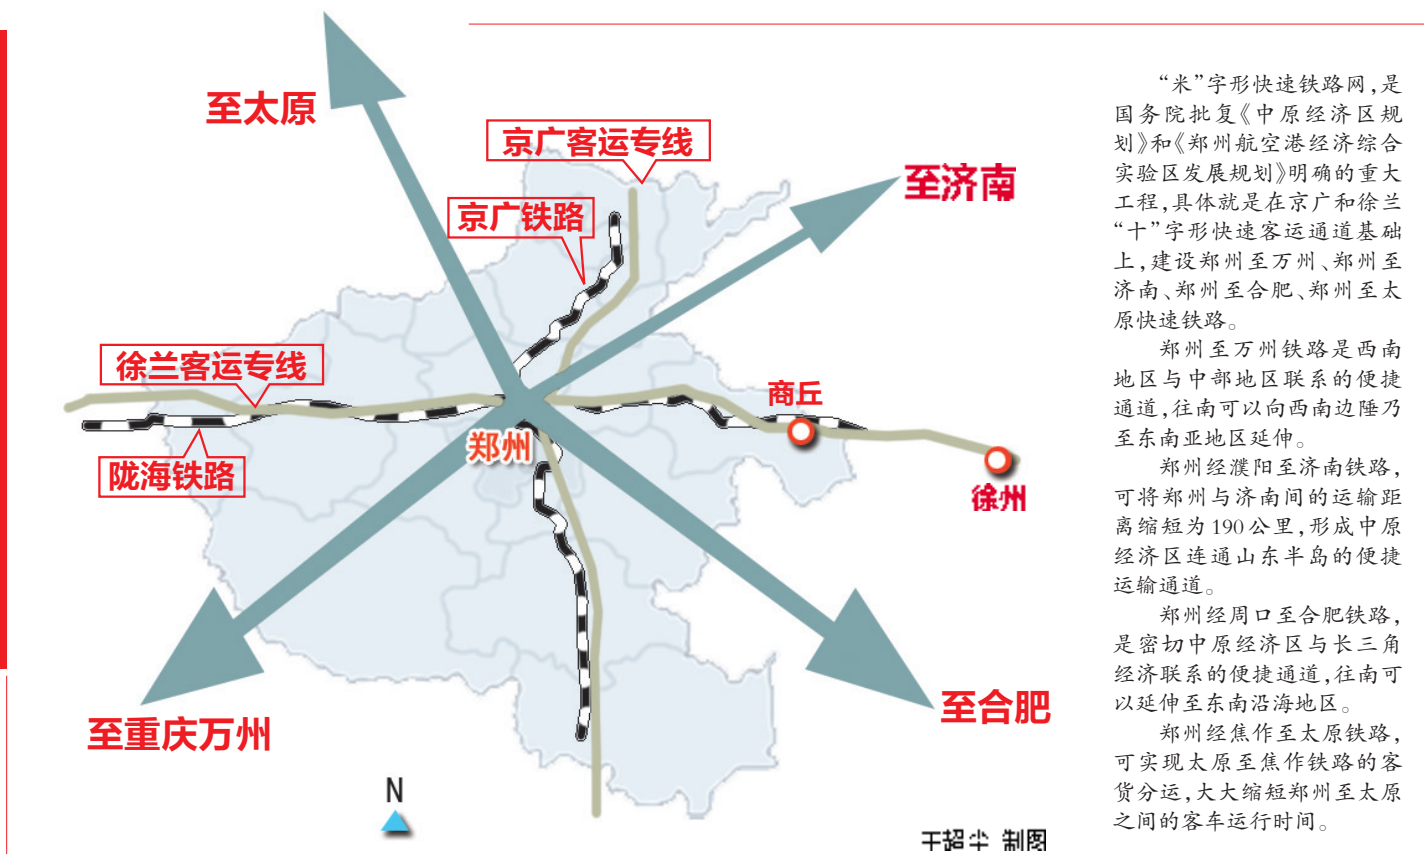 至太原
京广客运专线
至济南
京广铁路
徐兰客运专线
商丘
郑州
陇海铁路
徐州
至合肥
至重庆万州
N
王超尘 制图
“米”字形快速铁路网,是
国务院批复《中原经济区规
划》和《郑州航空港经济综合
实验区发展规划》明确的重大
工程,具体就是在京广和徐兰
“十”字形快速客运通道基础
上,建设郑州至万州、郑州至
济南、郑州至合肥、郑州至太
原快速铁路。
郑州至万州铁路是西南
地区与中部地区联系的便捷
通道,往南可以向西南边陲乃
至东南亚地区延伸。
郑州经濮阳至济南铁路,
可将郑州与济南间的运输距
离缩短为190公里,形成中原
经济区连通山东半岛的便捷
运输通道。
郑州经周口至合肥铁路,
是密切中原经济区与长三角
经济联系的便捷通道,往南可
以延伸至东南沿海地区。
郑州经焦作至太原铁路,
可实现太原至焦作铁路的客
货分运,大大缩短郑州至太原
之间的客车运行时间。